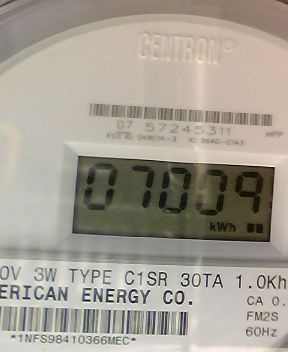 CENTRON®
07 57245311
HPP
07009
kWh
0V 3W TYPE C1SR 30TA 1.0Kh
ERICAN ENERGY CO.
CA 0.
FM2S
60Hz
*1NFS98410366MEC*